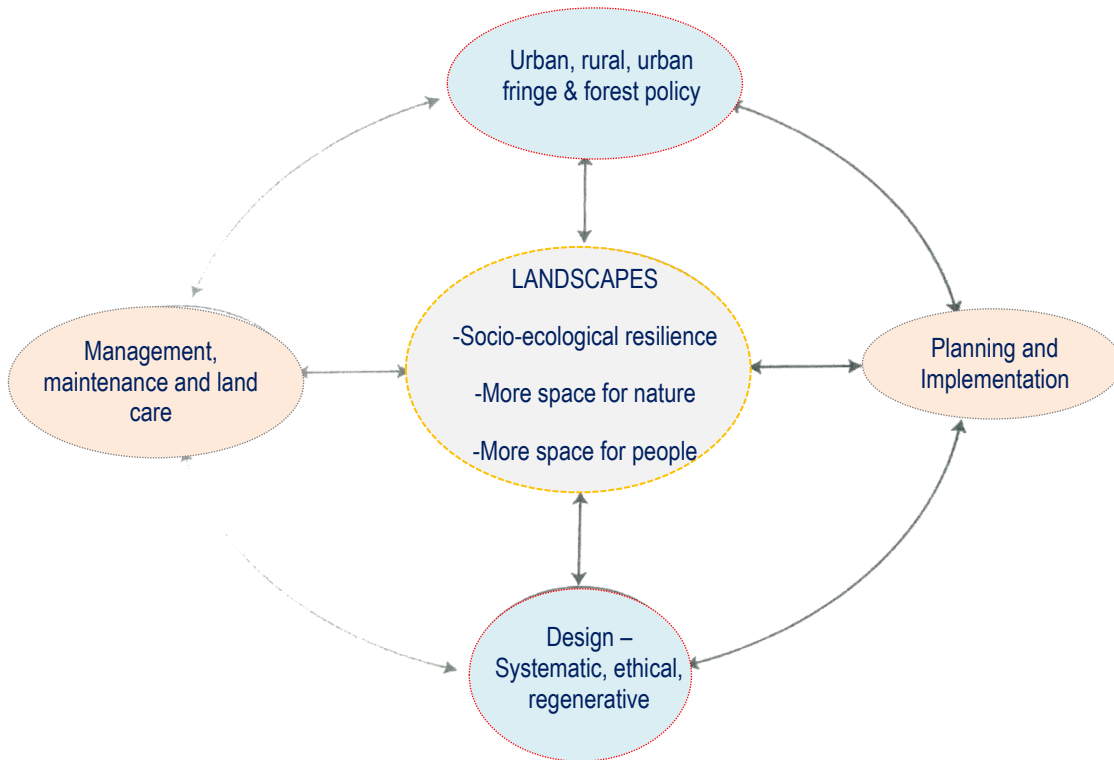 Urban, rural, urban
fringe & forest policy
LANDSCAPES
-Socio-ecological resilience
-More space for nature
-More space for people
Management,
maintenance and land
care
Planning and
Implementation
Design –
Systematic, ethical,
regenerative